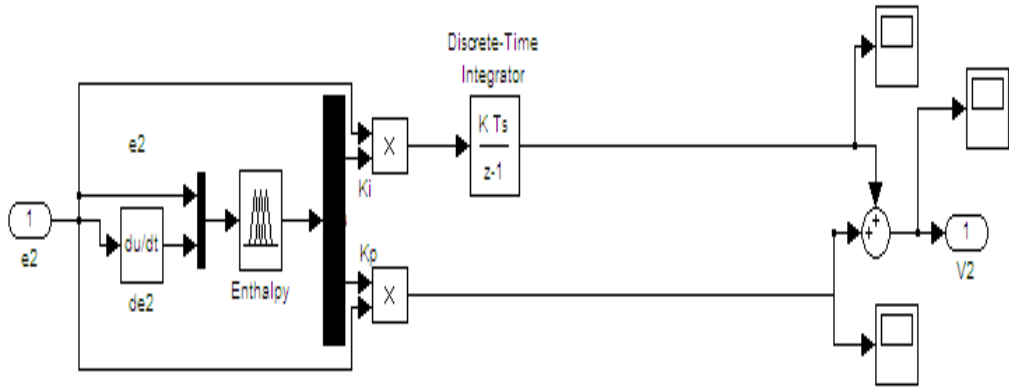 Discrete-Time
Integrator
K Ts
z-1
e2
X
Ki
1
e2
du/dt
de2
Enthalpy
Kp
X
+
+
1
V2